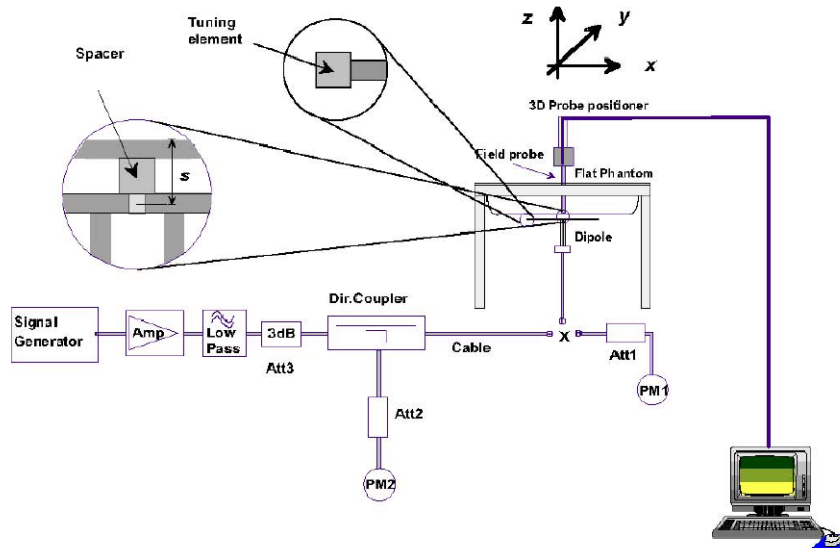 Tuning
element
z
y
x
Spacer
3D Probe positioner
Field probe
Flat Phantom
s
Dipole
Dir.Coupler
Signal
Generator
Amp
Low
Pass
3dB
Att3
Cable
X
Att1
PM1
Att2
PM2